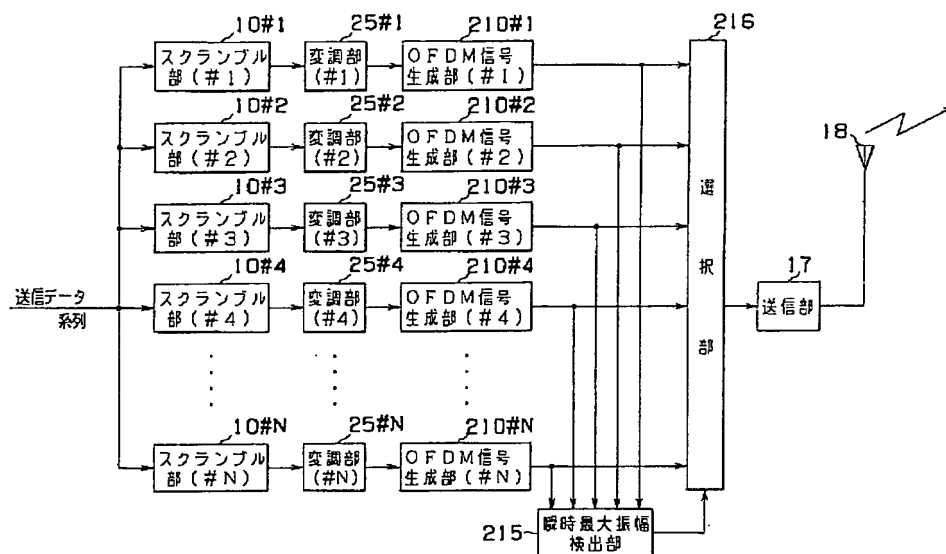 10#1 25#1 210#1 216
スクランブル 変調部 OFDM信号
部(#1) (#1) 生成部(#1)
10#2 25#2 210#2
スクランブル 変調部 OFDM信号
部(#2) (#2) 生成部(#2)
18
10#3 25#3 210#3
スクランブル 変調部 OFDM信号
部(#3) (#3) 生成部(#3)
選択部
10#4 25#4 210#4 17
送信データ スクランブル 変調部 OFDM信号 送信部
系列 部(#4) (#4) 生成部(#4)
10#N 25#N 210#N
スクランブル 変調部 OFDM信号
部(#N) (#N) 生成部(#N)
215 瞬時最大振幅
検出部